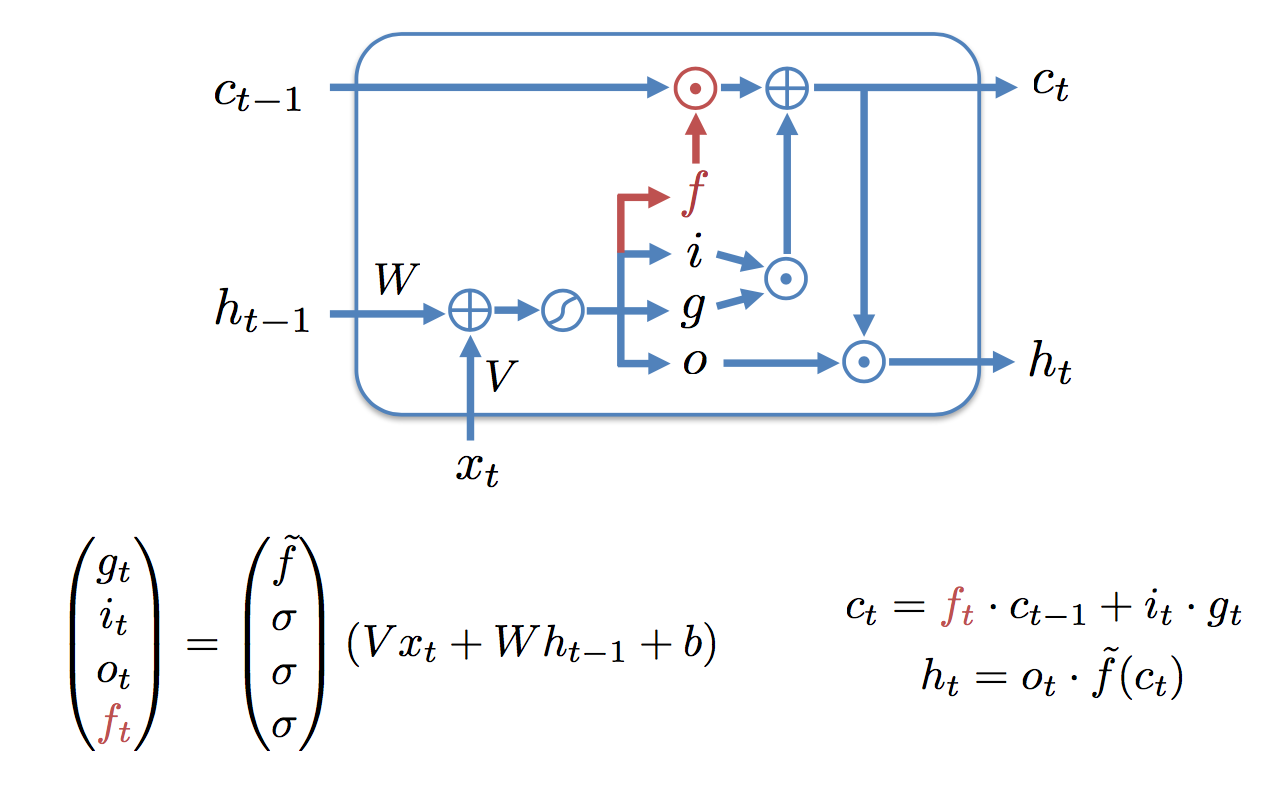 c_{t-1}
c_t
f
W
i
h_{t-1}
g
V
o
h_t
x_t
\begin{pmatrix} g_t \\ i_t \\ o_t \\ f_t \end{pmatrix} = \begin{pmatrix} \tilde{f} \\ \sigma \\ \sigma \\ \sigma \end{pmatrix} (Vx_t + Wh_{t-1} + b)
c_t = f_t \cdot c_{t-1} + i_t \cdot g_t
h_t = o_t \cdot \tilde{f}(c_t)